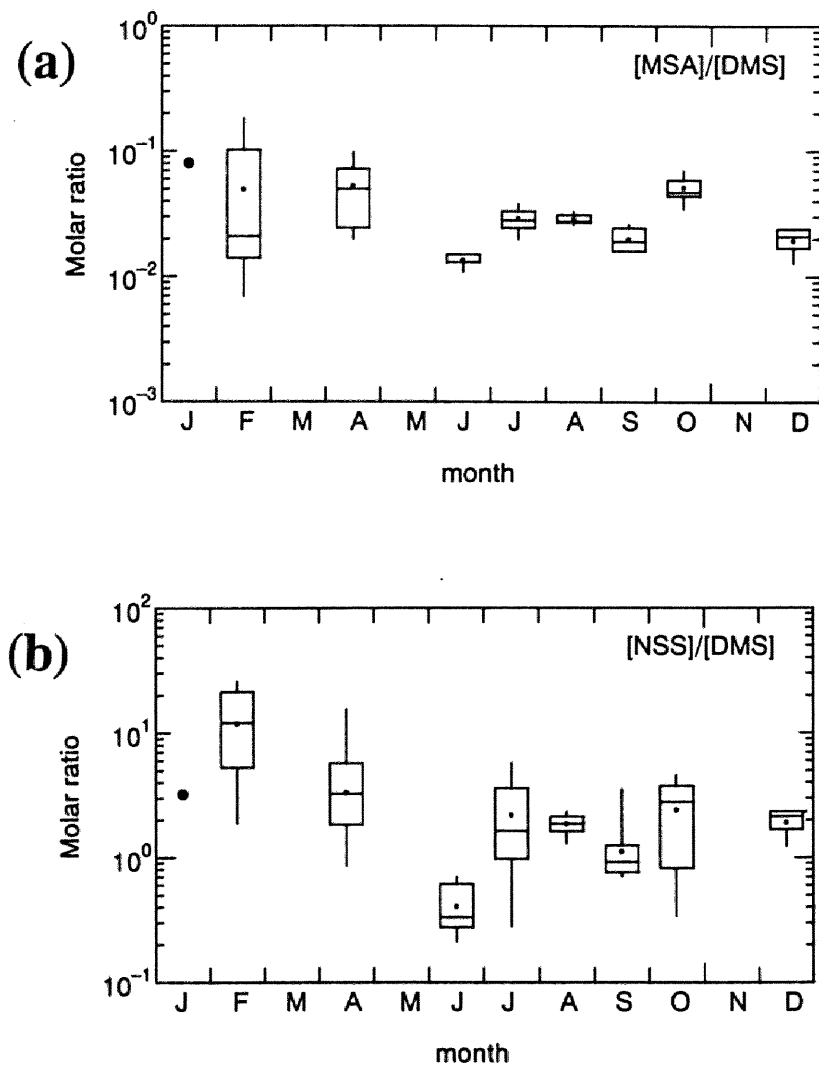 (a)
[MSA]/[DMS]
Molar ratio
10^0
10^-1
10^-2
10^-3
J F M A M J J A S O N D
month
(b)
[NSS]/[DMS]
Molar ratio
10^2
10^1
10^0
10^-1
J F M A M J J A S O N D
month